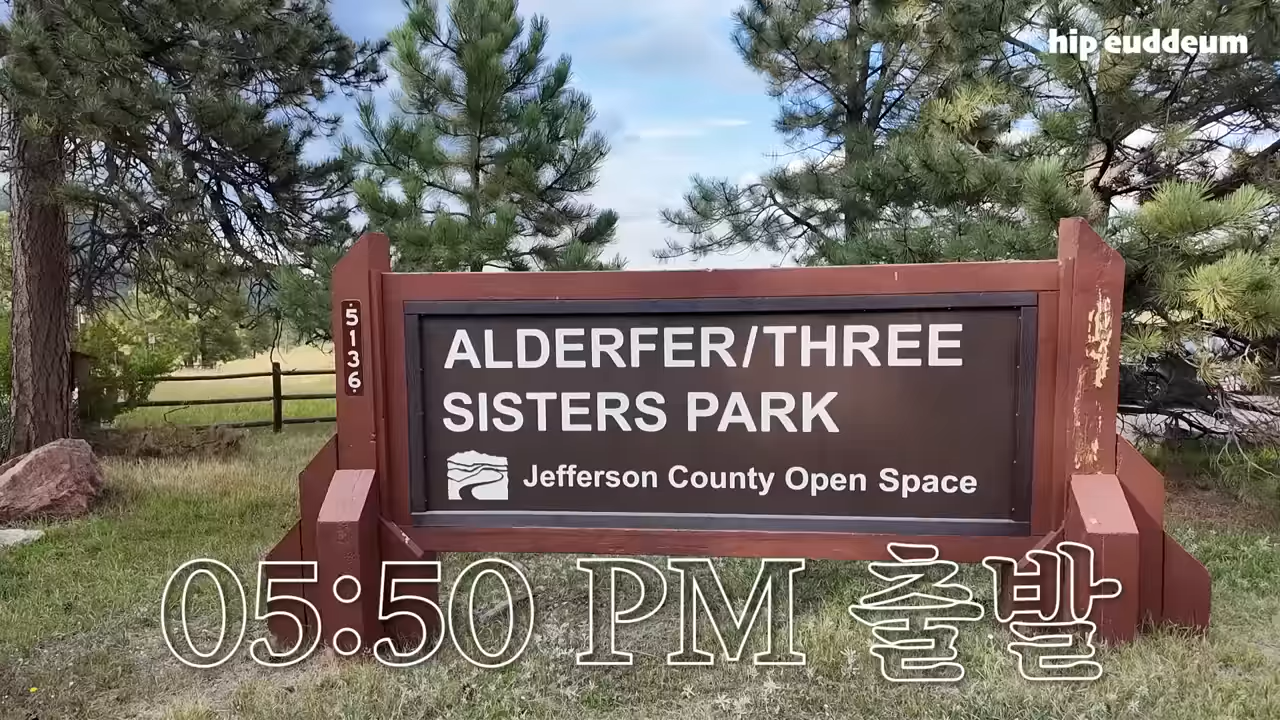 hip euddeum
5136
ALDERFER/THREE
SISTERS PARK
Jefferson County Open Space
05:50 PM 출발